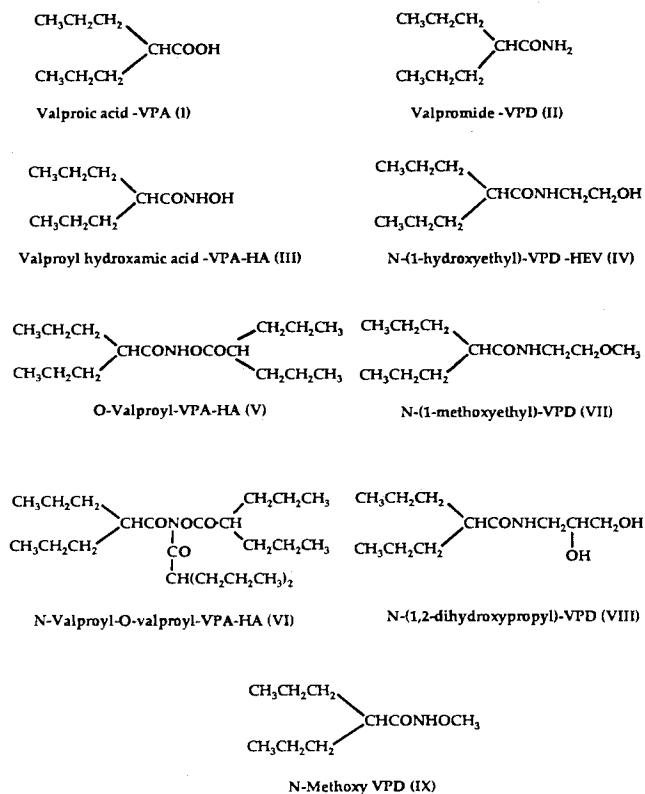 CH₃CH₂CH₂
CHCOOH
CH₃CH₂CH₂
Valproic acid -VPA (I)
CH₃CH₂CH₂
CHCONH₂
CH₃CH₂CH₂
Valpromide -VPD (II)
CH₃CH₂CH₂
CHCONHOH
CH₃CH₂CH₂
Valproyl hydroxamic acid -VPA-HA (III)
CH₃CH₂CH₂
CHCONHCH₂CH₂OH
CH₃CH₂CH₂
N-(1-hydroxyethyl)-VPD -HEV (IV)
CH₃CH₂CH₂ CH₂CH₂CH₃
CHCONHOCOCH
CH₃CH₂CH₂ CH₂CH₂CH₃
O-Valproyl-VPA-HA (V)
CH₃CH₂CH₂
CHCONHCH₂CH₂OCH₃
CH₃CH₂CH₂
N-(1-methoxyethyl)-VPD (VII)
CH₃CH₂CH₂ CH₂CH₂CH₃
CHCONOCOCH
CH₃CH₂CH₂ CH₂CH₂CH₃
CO
CH(CH₂CH₂CH₃)₂
N-Valproyl-O-valproyl-VPA-HA (VI)
CH₃CH₂CH₂
CHCONHCH₂CHCH₂OH
CH₃CH₂CH₂
OH
N-(1,2-dihydroxypropyl)-VPD (VIII)
CH₃CH₂CH₂
CHCONHOCH₃
CH₃CH₂CH₂
N-Methoxy VPD (IX)